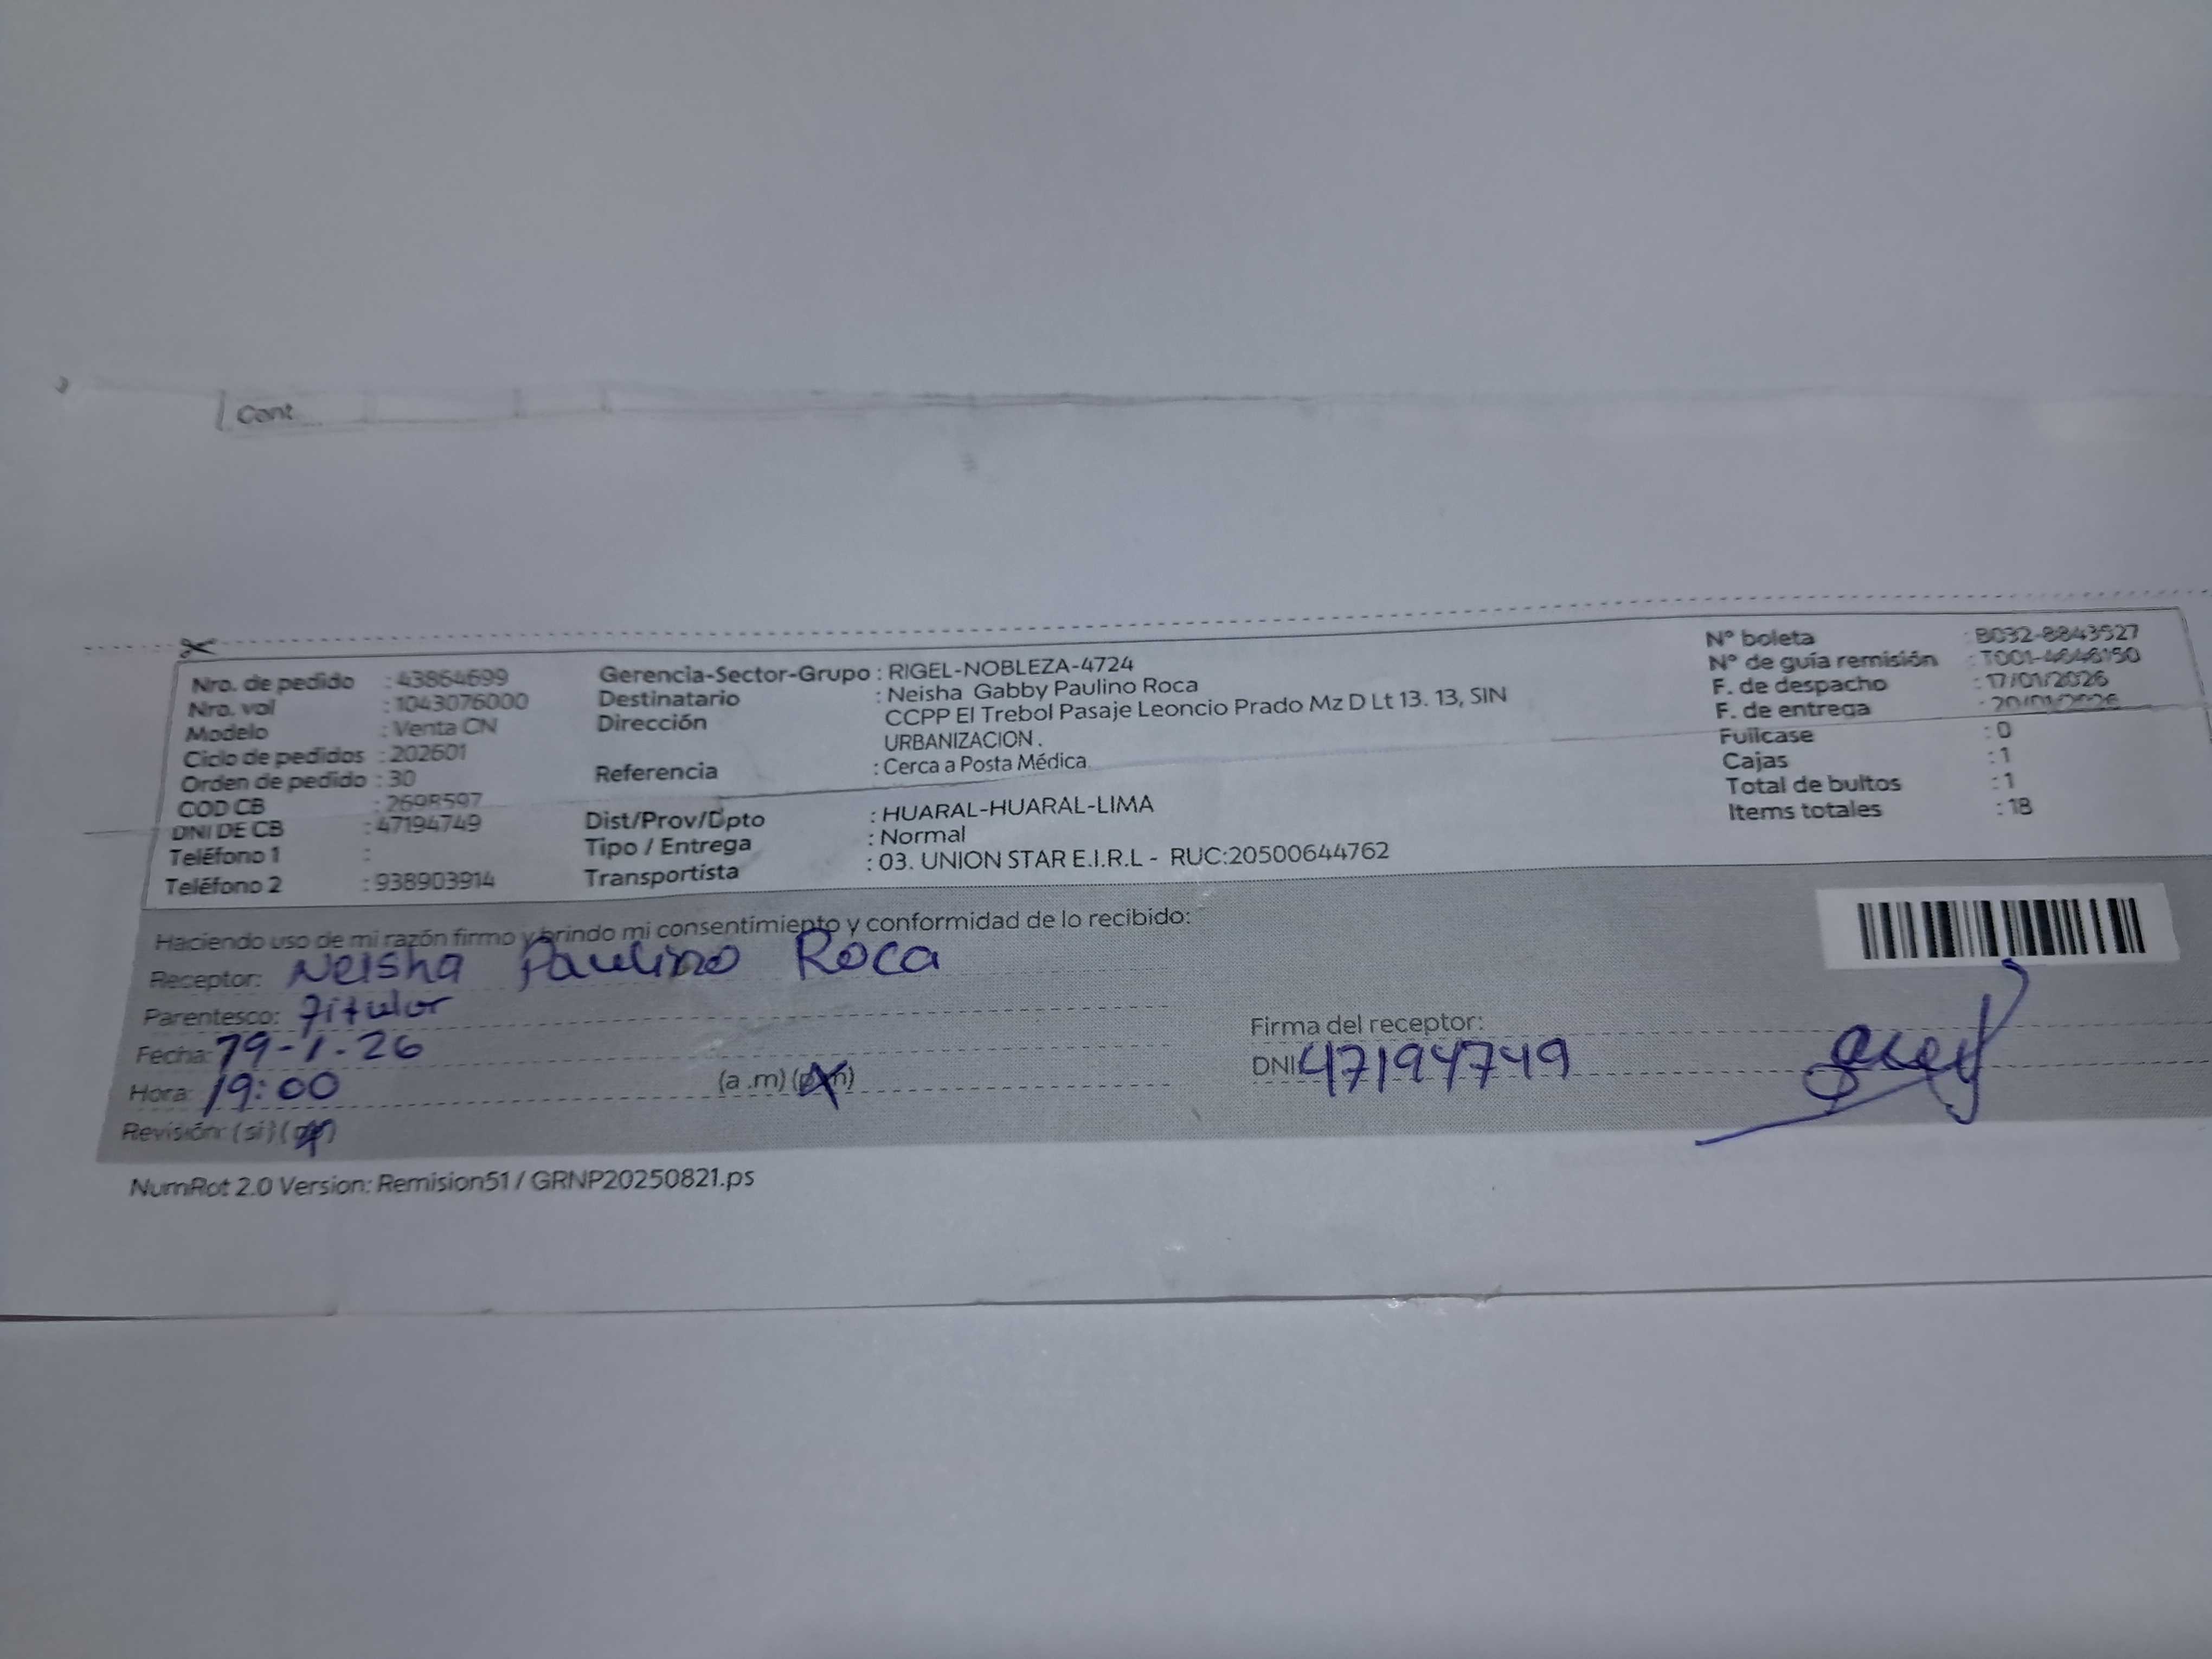 Cont
Nro. de pedido : 43864699
Nro. vol : 1043076000
Modelo : Venta CN
Ciclo de pedidos : 202601
Orden de pedido : 30
COD CB : 2698597
DNI DE CB : 47194749
Teléfono 1 :
Teléfono 2 : 938903914
Gerencia-Sector-Grupo : RIGEL-NOBLEZA-4724
Destinatario : Neisha Gabby Paulino Roca
Dirección CCPP El Trebol Pasaje Leoncio Prado Mz D Lt 13. 13, SIN
URBANIZACION .
Referencia : Cerca a Posta Médica
Dist/Prov/Dpto : HUARAL-HUARAL-LIMA
Tipo / Entrega : Normal
Transportista : 03. UNION STAR E.I.R.L - RUC:20500644762
N° boleta : B032-8843527
N° de guía remisión : T001-4646150
F. de despacho : 17/01/2026
F. de entrega : 20/01/2026
Fullcase : 0
Cajas : 1
Total de bultos : 1
Items totales : 18
Haciendo uso de mi razón firmo y brindo mi consentimiento y conformidad de lo recibido:
Receptor: Neisha Paulino Roca
Parentesco: Titular
Fecha: 19-1-26
Hora: 19:00 (a.m) (p.m)
Revisión: (si) (no)
Firma del receptor:
DNI 47194749
NumRot 2.0 Version: Remision51 / GRNP20250821.ps